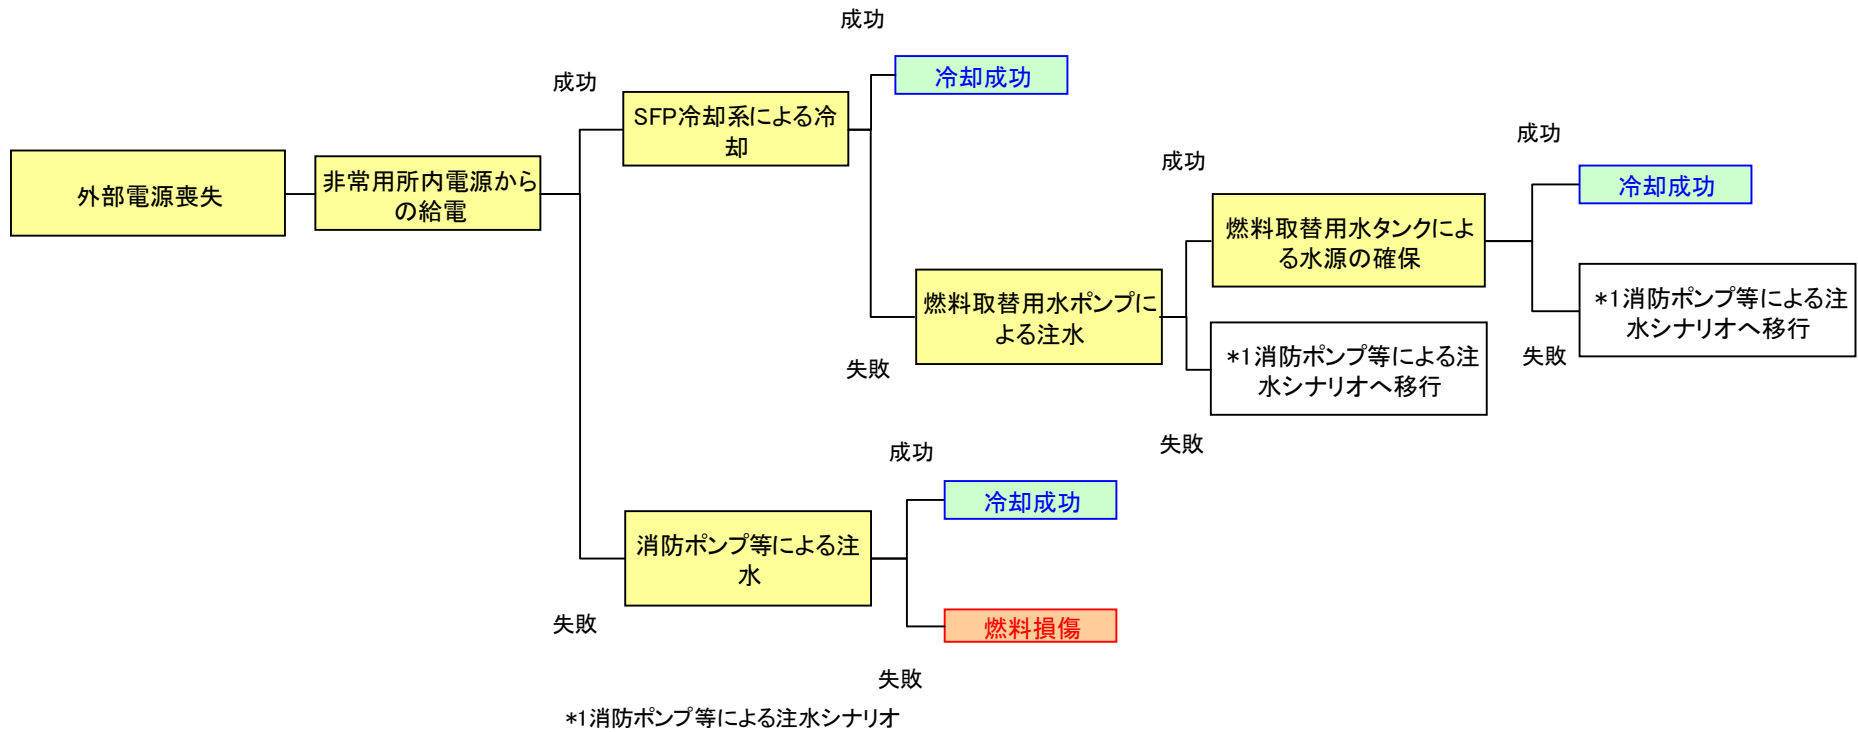 成功
成功
冷却成功
SFP冷却系による冷
却
外部電源喪失
非常用所内電源から
の給電
成功
成功
冷却成功
燃料取替用水タンクによ
る水源の確保
燃料取替用水ポンプに
よる注水
*1消防ポンプ等による注
水シナリオへ移行
失敗
*1消防ポンプ等による注
水シナリオへ移行
失敗
失敗
成功
冷却成功
消防ポンプ等による注
水
失敗
燃料損傷
失敗
*1消防ポンプ等による注水シナリオ